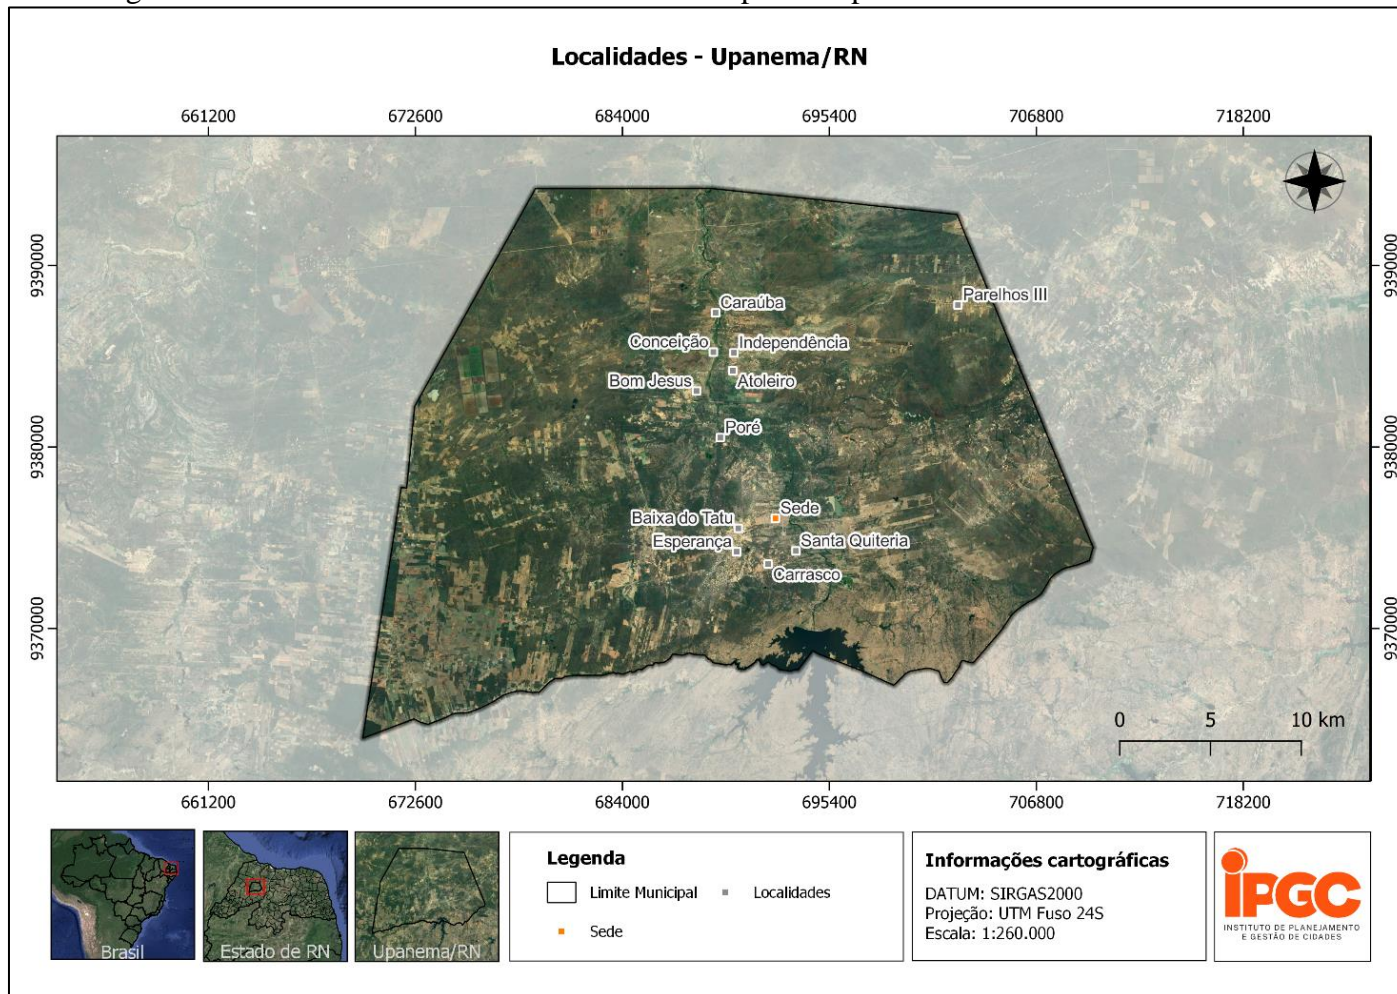 Localidades - Upanema/RN
661200 672600 684000 695400 706800 718200
9390000 9390000
Parelhos III
Caraúba
Conceição Independência
Bom Jesus Atoleiro
Poré
9380000 9380000
Sede
Baixa do Tatu
Esperança Santa Quiteria
Carrasco
9370000 9370000
0 5 10 km
661200 672600 684000 695400 706800 718200
Brasil
Estado de RN
Upanema/RN
Legenda
Limite Municipal Localidades
Sede
Informações cartográficas
DATUM: SIRGAS2000
Projeção: UTM Fuso 24S
Escala: 1:260.000
IPGC
INSTITUTO DE PLANEJAMENTO
E GESTÃO DE CIDADES